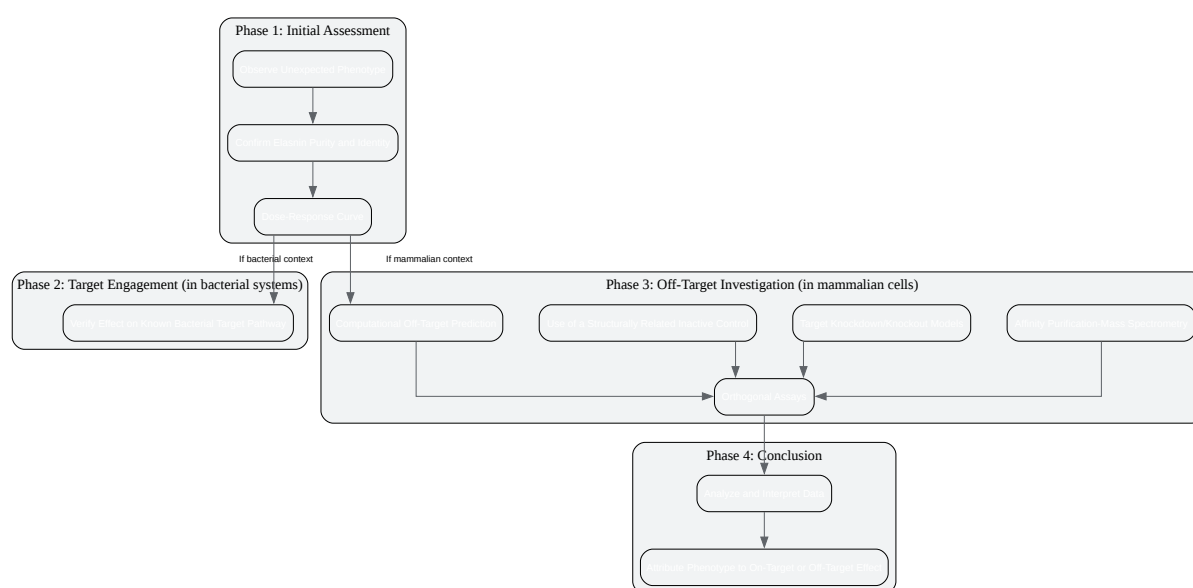 Phase 1: Initial Assessment
Observe Unexpected Phenotype
Confirm Purity and Identity
Dose-Response Curve
If bacterial context
If mammalian context
Phase 2: Target Engagement (in bacterial systems)
Verify Effect on Known Bacterial Target Pathway
Phase 3: Off-Target Investigation (in mammalian cells)
Computational Off-Target Prediction
Use of a Structurally Related Inactive Control
Target Knockdown/Knockout Models
Affinity Purification-Mass Spectrometry
Orthogonal Assays
Phase 4: Conclusion
Analyze and Interpret Data
Attribute Phenotype to On-Target or Off-Target Effect